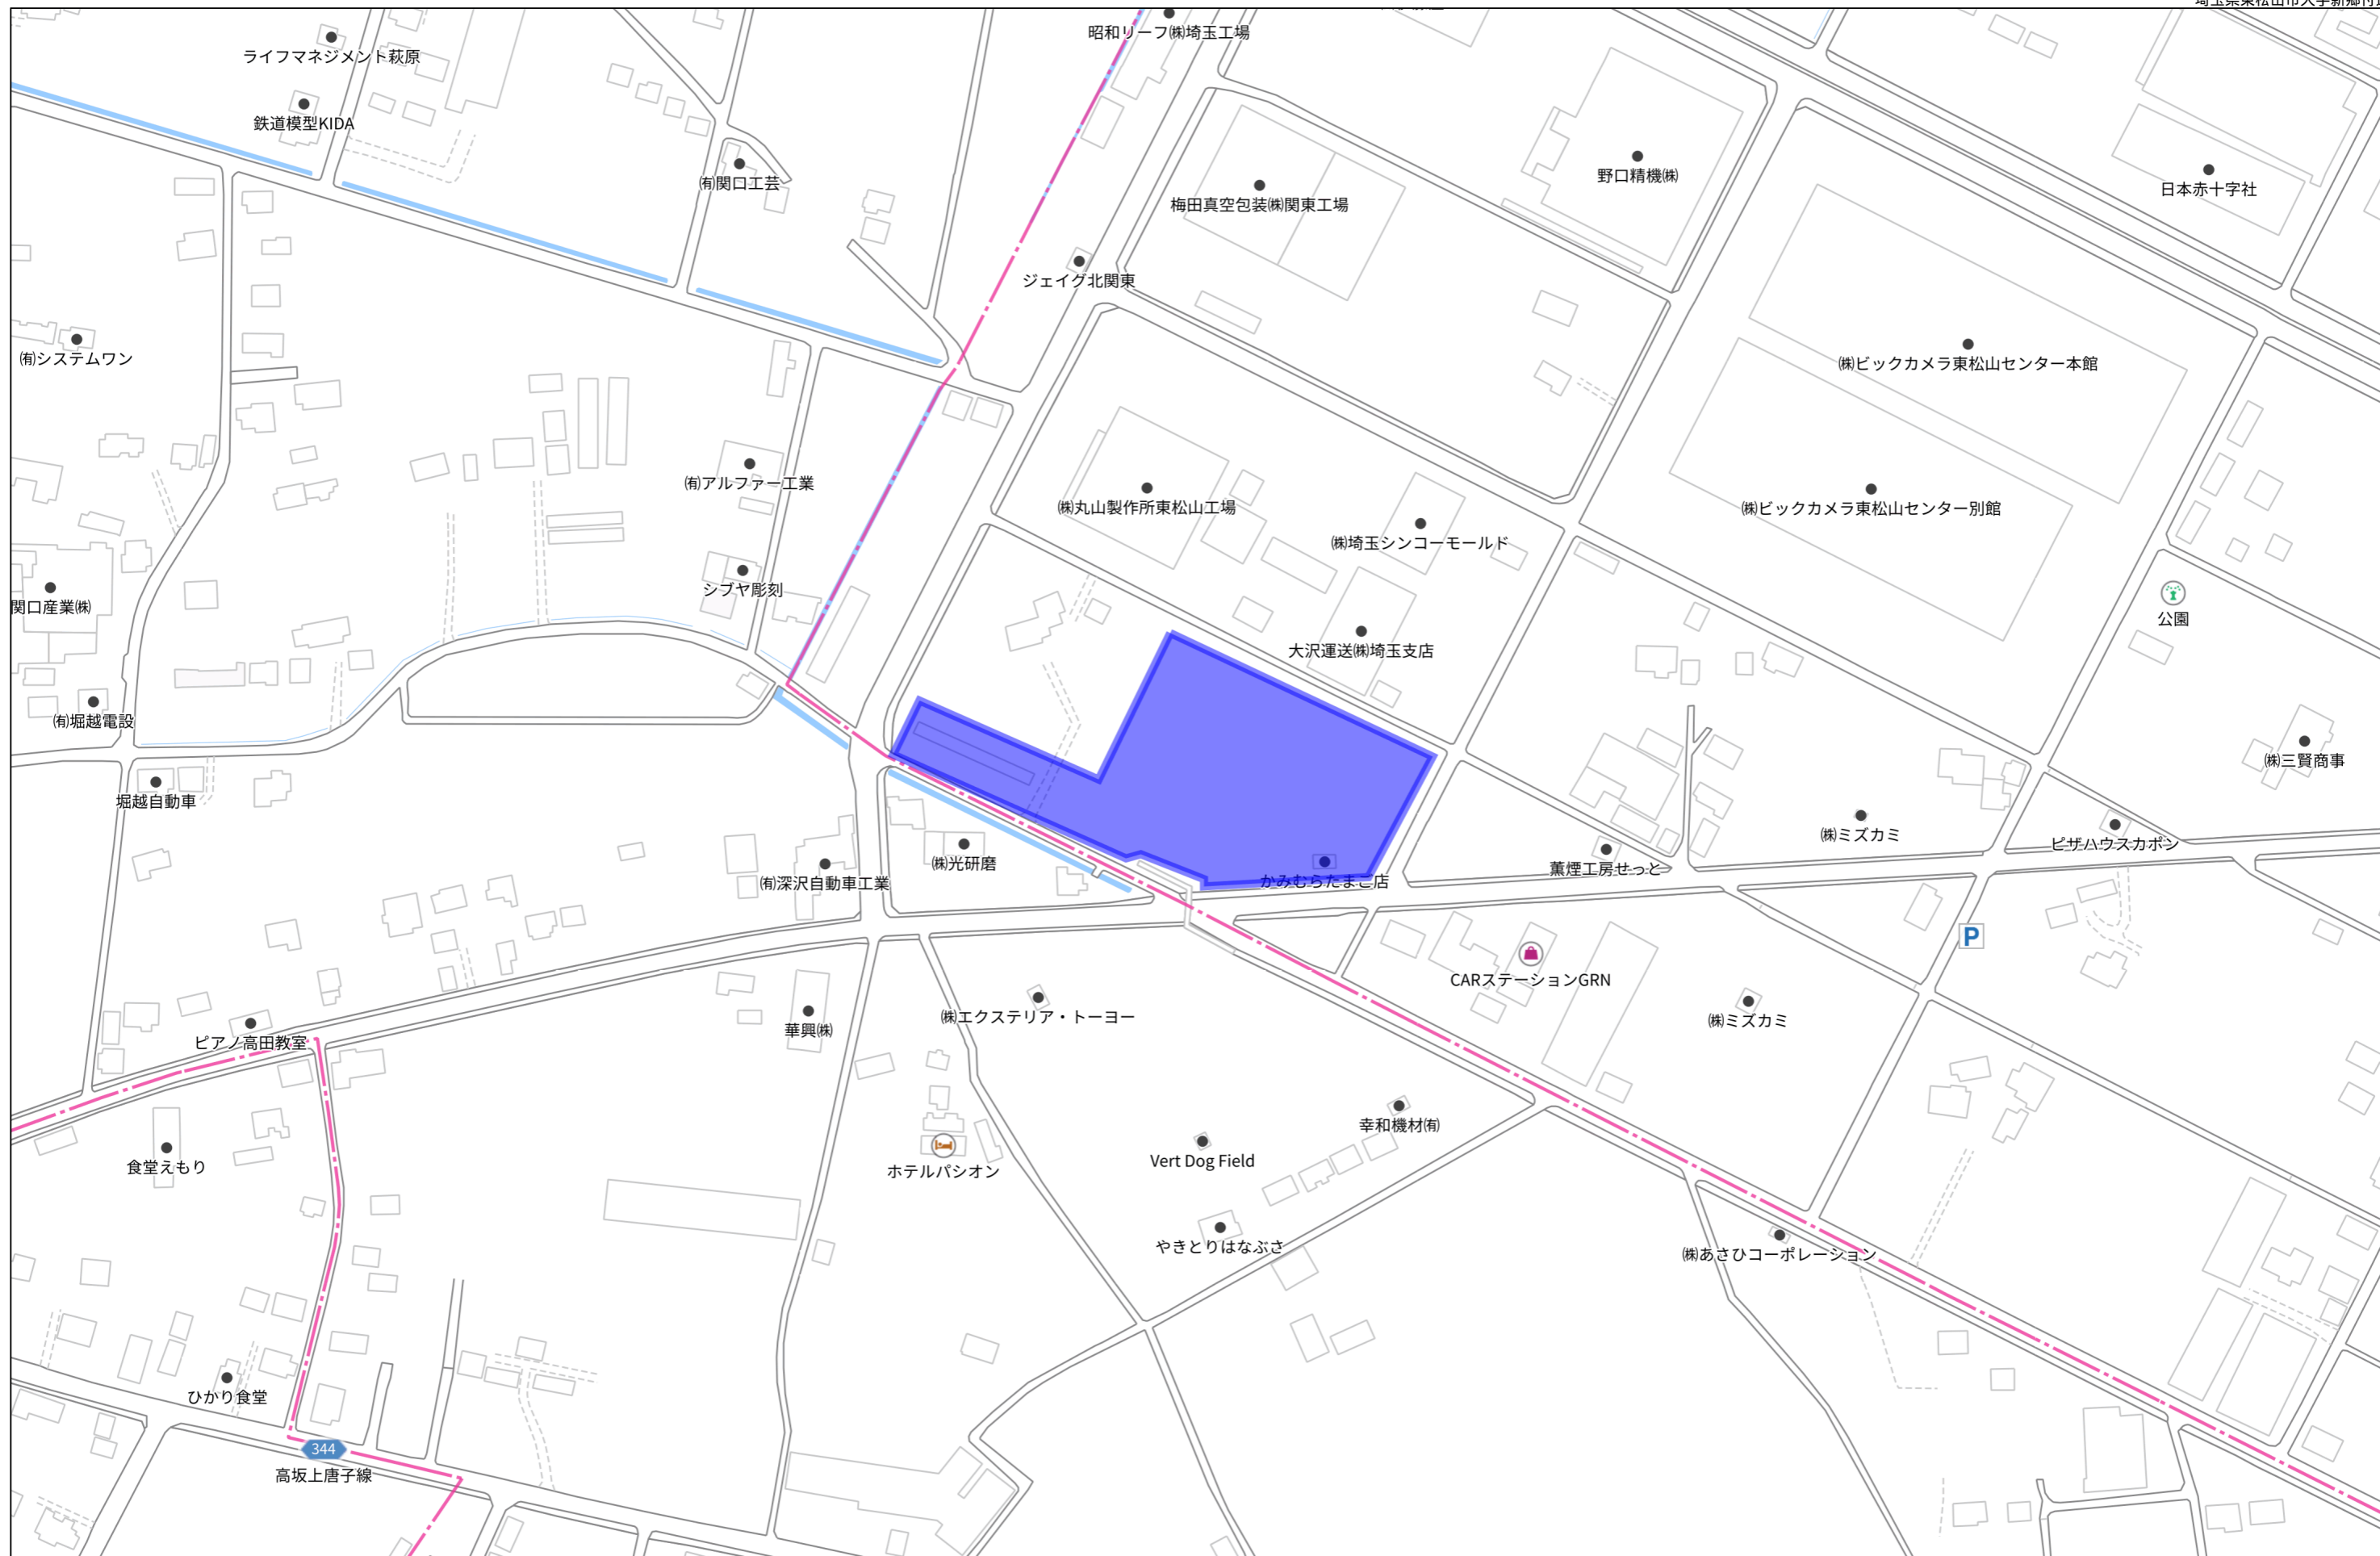 ライフマネジメント萩原
昭和リーフ㈱埼玉工場
鉄道模型KIDA
㈲関口工芸
梅田真空包装㈱関東工場
野口精機㈱
日本赤十字社
ジェイグ北関東
㈲システムワン
㈱ビックカメラ東松山センター本館
㈲アルファー工業
㈱丸山製作所東松山工場
㈱埼玉シンコーモールド
㈱ビックカメラ東松山センター別館
シブヤ彫刻
関口産業㈱
公園
大沢運送㈱埼玉支店
㈲堀越電設
㈱三賢商事
堀越自動車
㈱ミズカミ
ピザハウスカポン
㈱光研磨
薫煙工房せっと
㈲深沢自動車工業
かみむらたまご店
P
CARステーションGRN
㈱エクステリア・トーヨー
㈱ミズカミ
華興㈱
ピアノ高田教室
幸和機材㈲
Vert Dog Field
食堂えもり
ホテルパシオン
やきとりはなぶさ
㈱あさひコーポレーション
ひかり食堂
344
高坂上唐子線